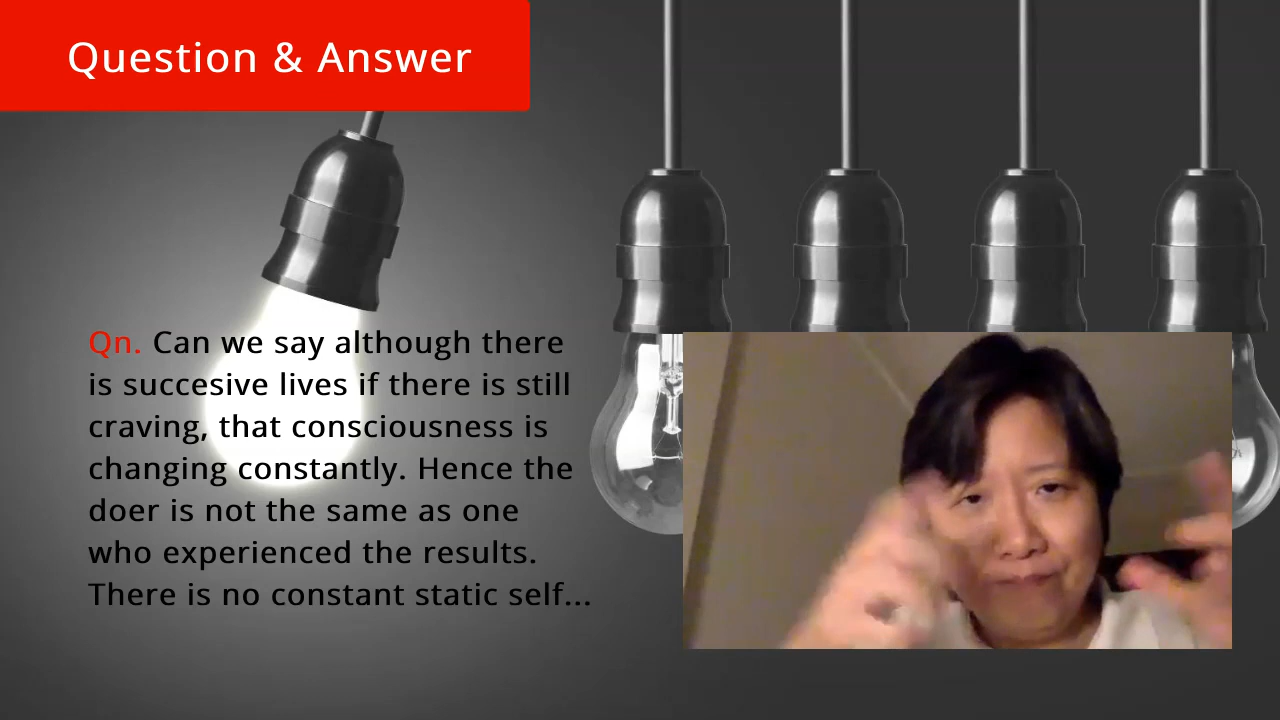 Question & Answer
Qn. Can we say although there
is succesive lives if there is still
craving, that consciousness is
changing constantly. Hence the
doer is not the same as one
who experienced the results.
There is no constant static self...